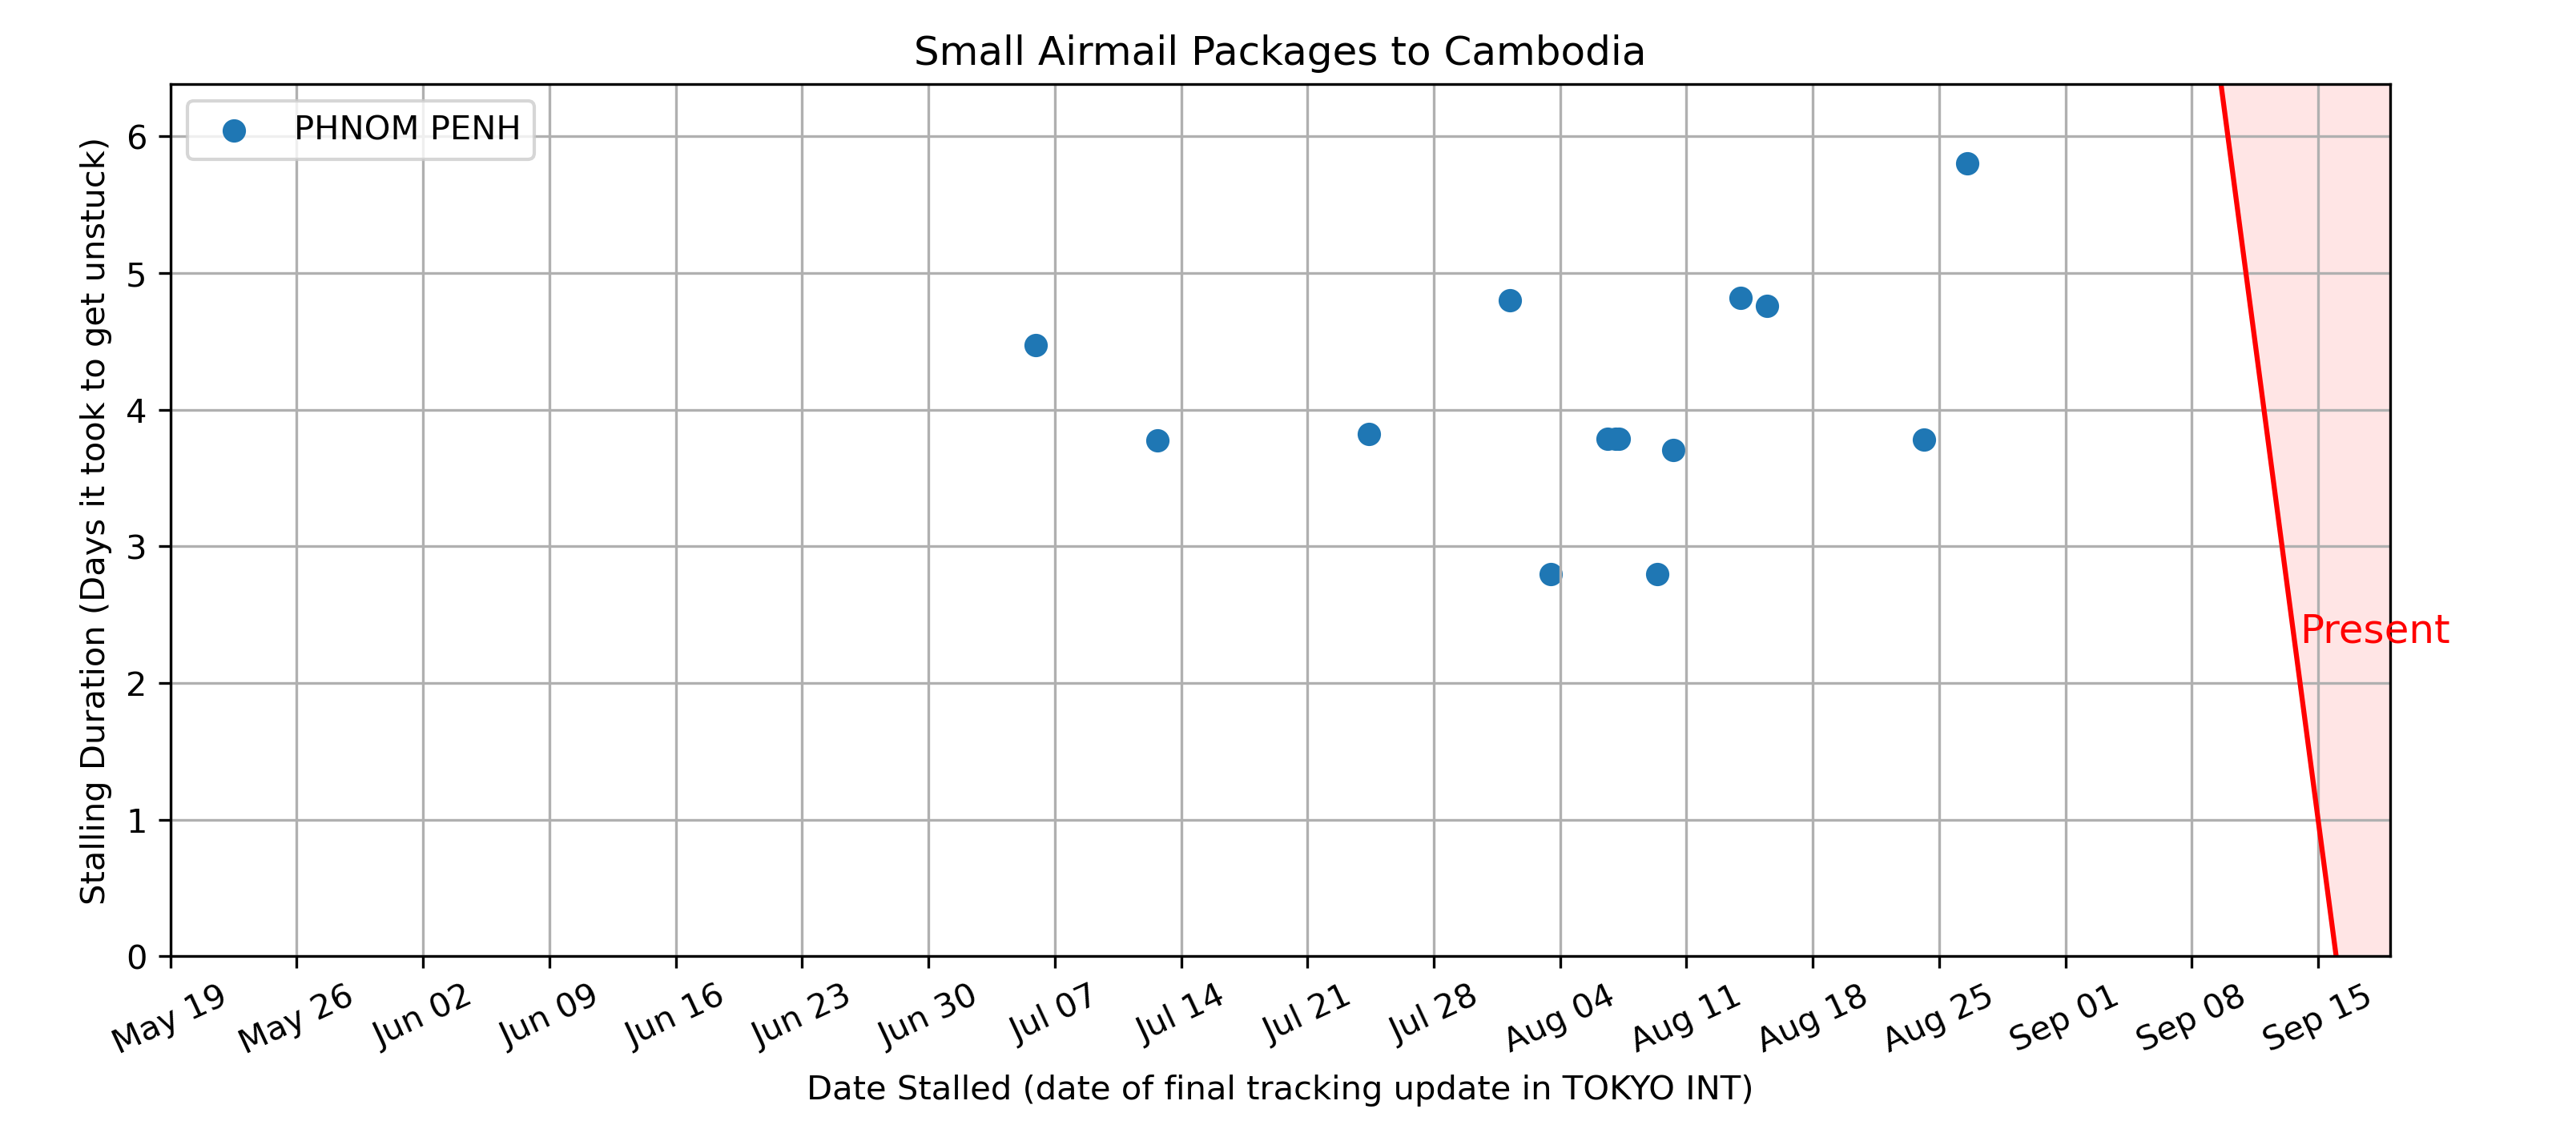 Small Airmail Packages to Cambodia
PHNOM PENH
Stalling Duration (Days it took to get unstuck)
6
5
4
3
2
1
0
Present
May 19
May 26
Jun 02
Jun 09
Jun 16
Jun 23
Jun 30
Jul 07
Jul 14
Jul 21
Jul 28
Aug 04
Aug 11
Aug 18
Aug 25
Sep 01
Sep 08
Sep 15
Date Stalled (date of final tracking update in TOKYO INT)